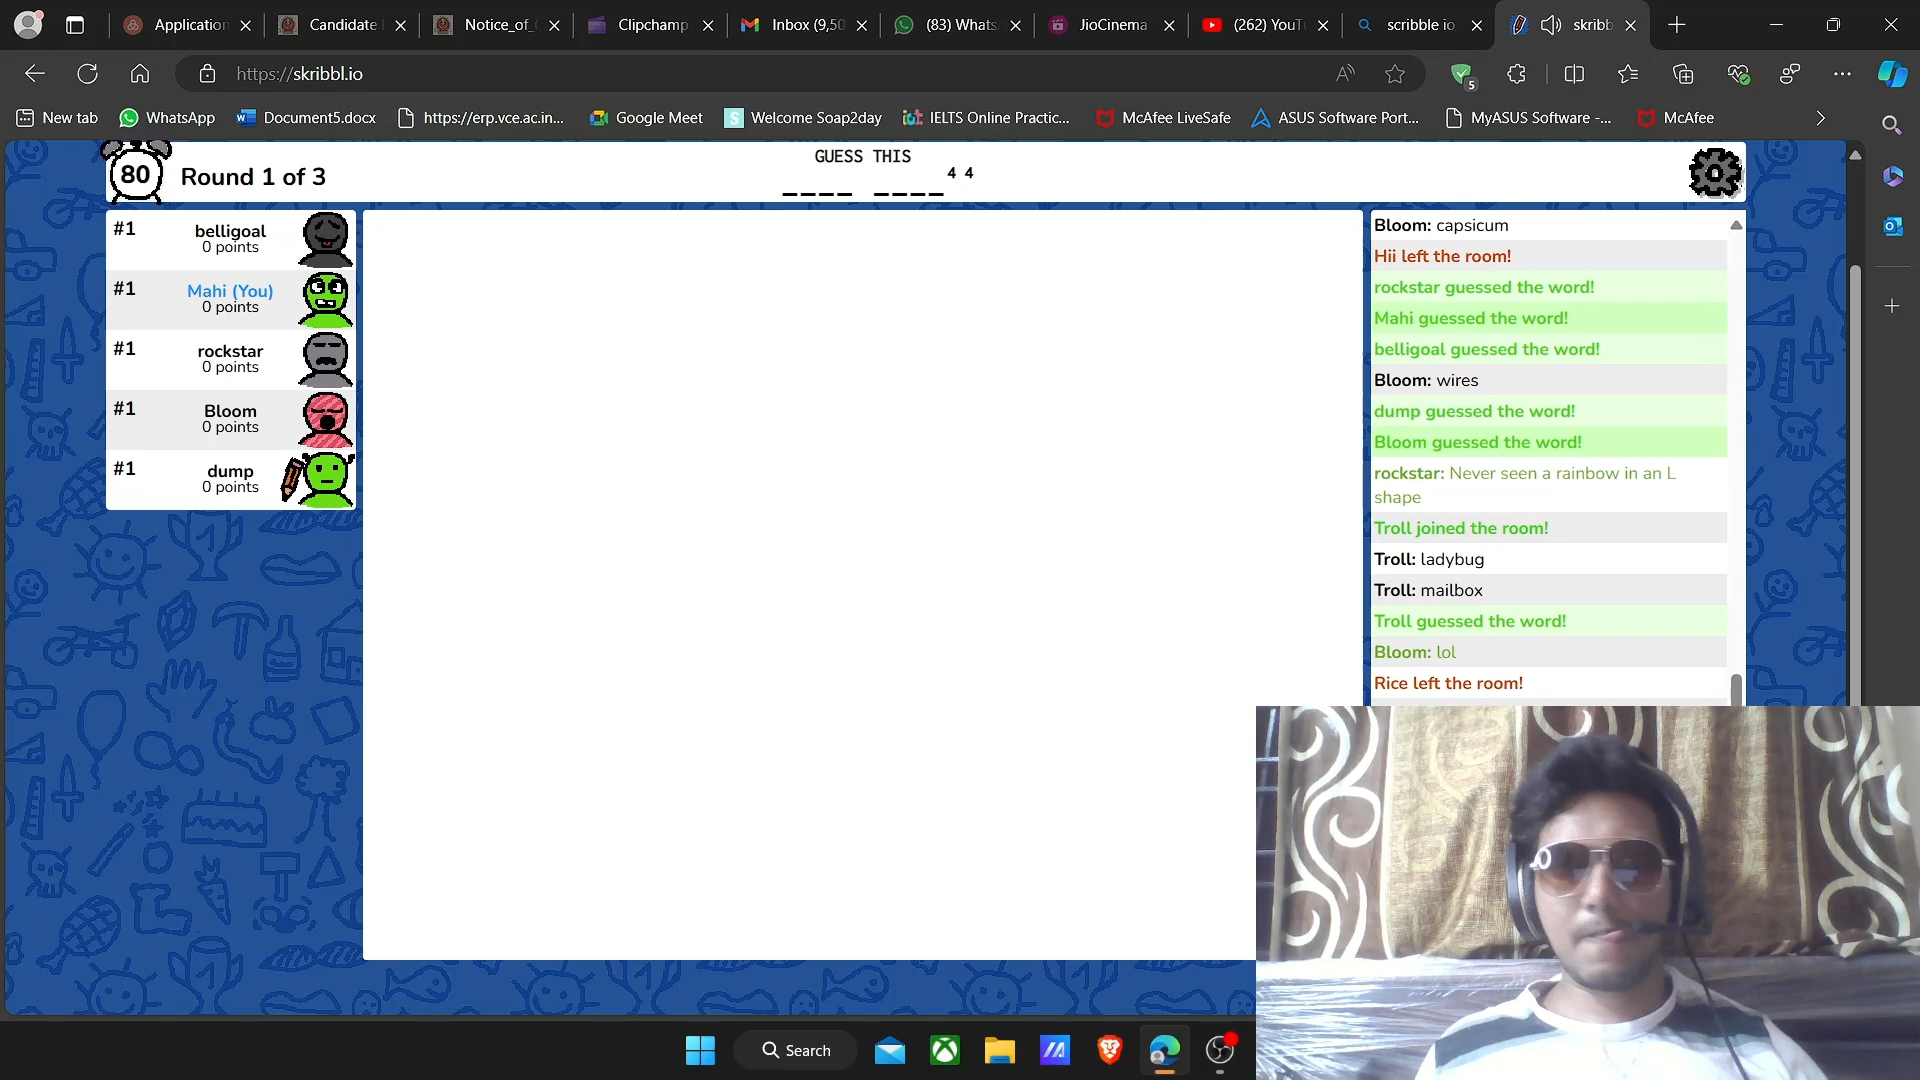 Application
Candidate
Notice_of_
Clipchamp
Inbox (9,50
(83) Whats
JioCinema
(262) YouT
scribble io
skribb
https://skribbl.io
5
New tab
WhatsApp
Document5.docx
https://erp.vce.ac.in...
Google Meet
Welcome Soap2day
IELTS Online Practic...
McAfee LiveSafe
ASUS Software Port...
MyASUS Software -...
McAfee
80
Round 1 of 3
GUESS THIS
____ ____ 4 4
#1
belligoal
0 points
#1
Mahi (You)
0 points
#1
rockstar
0 points
#1
Bloom
0 points
#1
dump
0 points
Bloom: capsicum
Hii left the room!
rockstar guessed the word!
Mahi guessed the word!
belligoal guessed the word!
Bloom: wires
dump guessed the word!
Bloom guessed the word!
rockstar: Never seen a rainbow in an L
shape
Troll joined the room!
Troll: ladybug
Troll: mailbox
Troll guessed the word!
Bloom: lol
Rice left the room!
Search